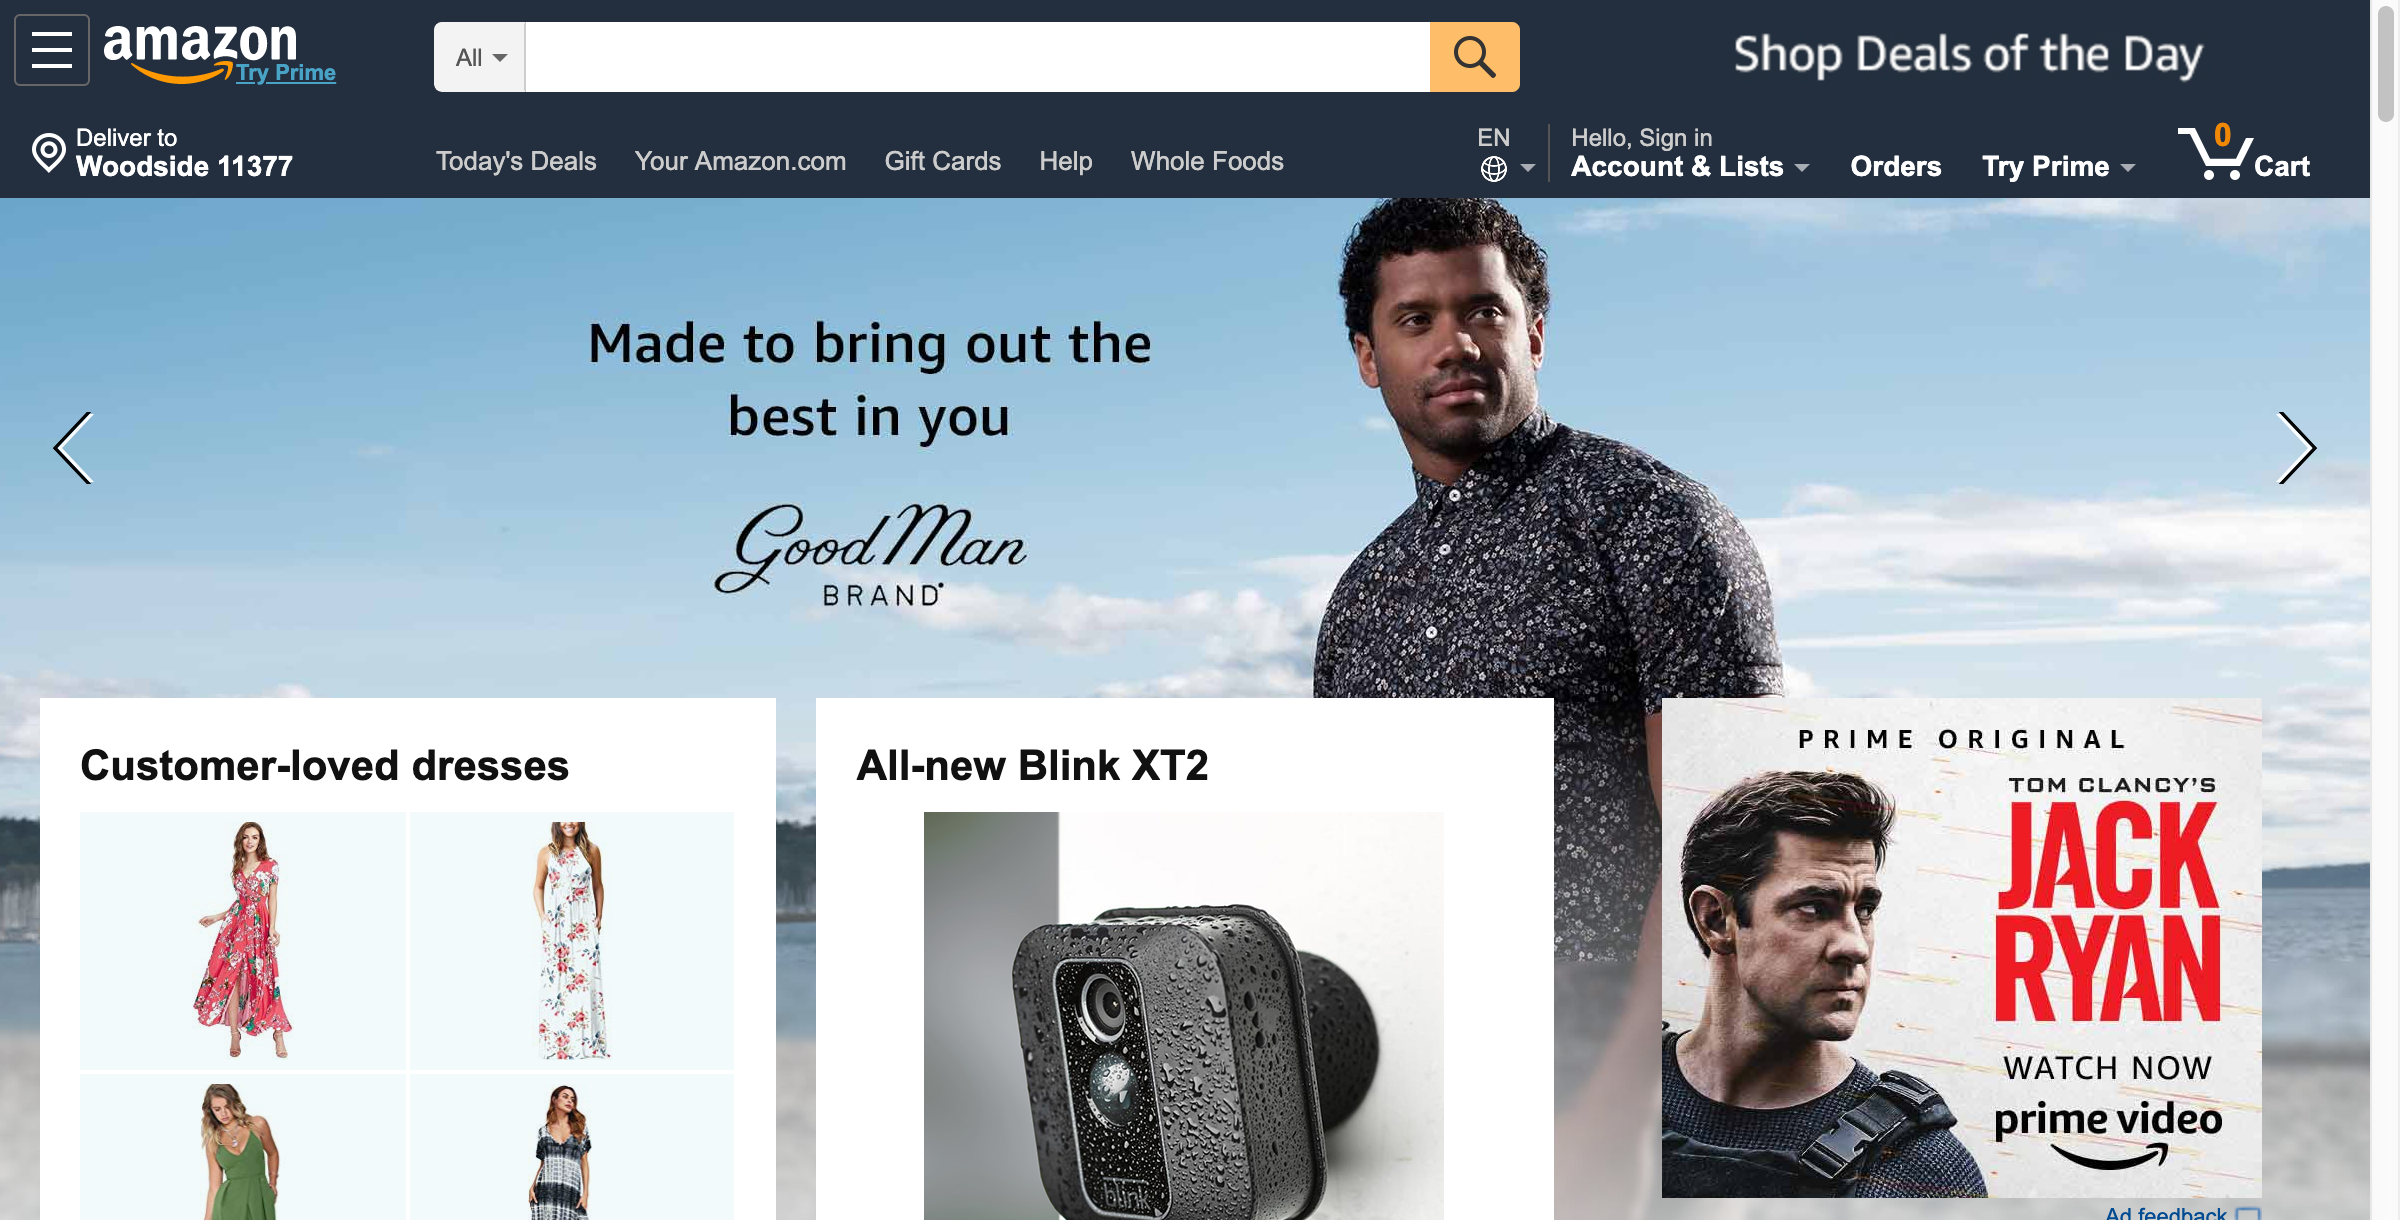 amazon
Try Prime
All
Shop Deals of the Day
Deliver to
Woodside 11377
Today's Deals
Your Amazon.com
Gift Cards
Help
Whole Foods
EN
Hello, Sign in
Account & Lists
Orders
Try Prime
0
Cart
Made to bring out the
best in you
Good Man
BRAND
Customer-loved dresses
All-new Blink XT2
blink
PRIME ORIGINAL
TOM CLANCY'S
JACK
RYAN
WATCH NOW
prime video
Ad feedback